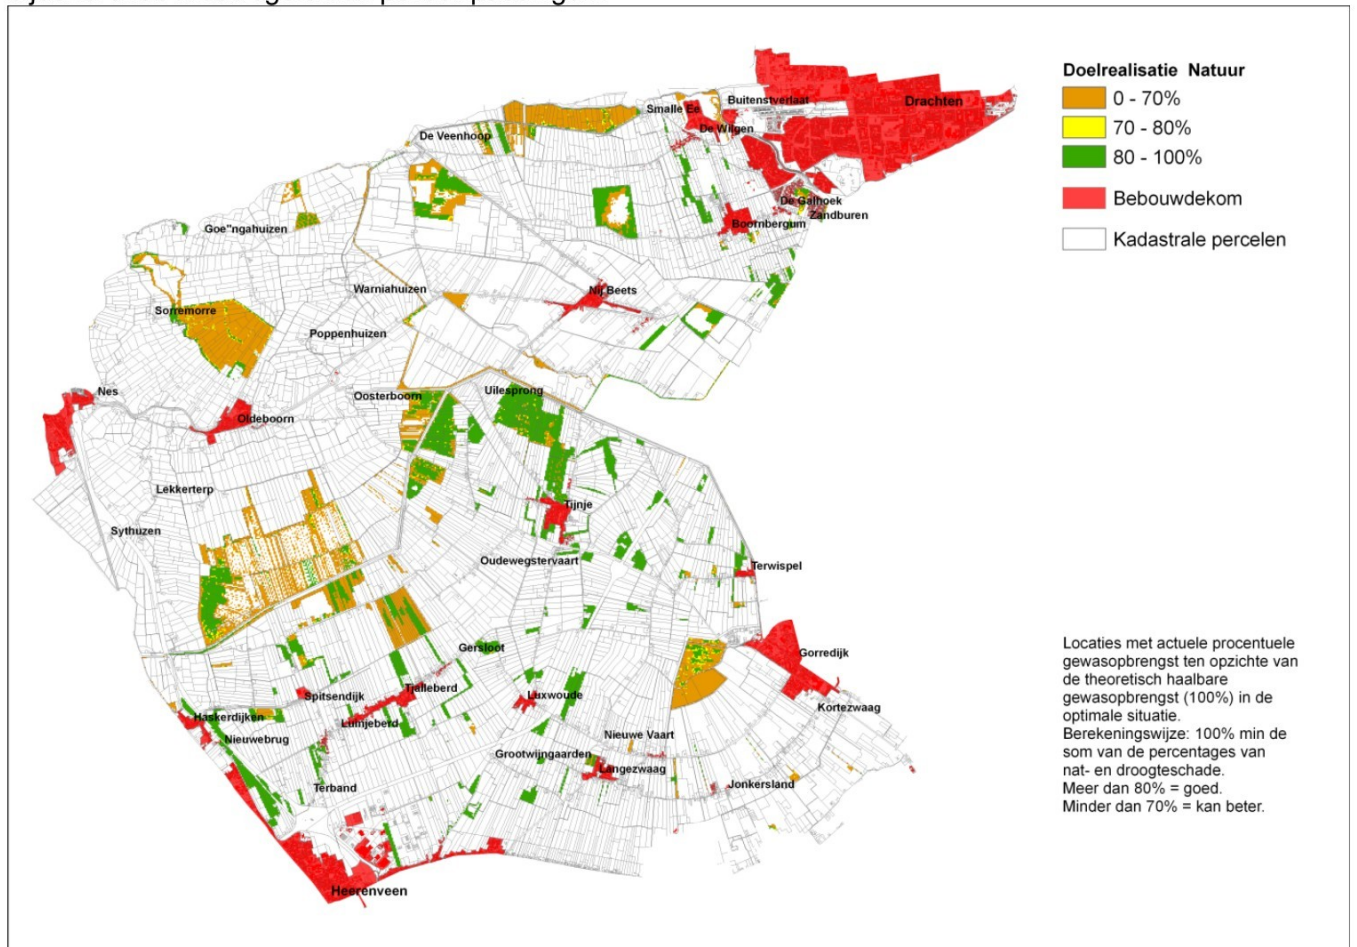 Doelrealisatie Natuur
0 - 70%
70 - 80%
80 - 100%
Bebouwdekom
Kadastrale percelen
Drachten
Buitenstverlaat
Smalle Ee
De Wilgen
De Veenhoop
De Galhoek
Zandburen
Boornbergum
Goe"ngahuizen
Warniahuizen
Nij Beets
Sorremorre
Poppenhuizen
Nes
Oosterboorn
Uilesprong
Oldeboorn
Lekkerterp
Tijnje
Sythuzen
Oudewegstervaart
Terwispel
Gersloot
Gorredijk
Tjalleberd
Spitsendijk
Luxwoude
Kortezwaag
Haskerdijken
Luinjeberd
Nieuwebrug
Nieuwe Vaart
Grootwijngaarden
Langezwaag
Terband
Jonkersland
Heerenveen
Locaties met actuele procentuele
gewasopbrengst ten opzichte van
de theoretisch haalbare
gewasopbrengst (100%) in de
optimale situatie.
Berekeningswijze: 100% min de
som van de percentages van
nat- en droogteschade.
Meer dan 80% = goed.
Minder dan 70% = kan beter.